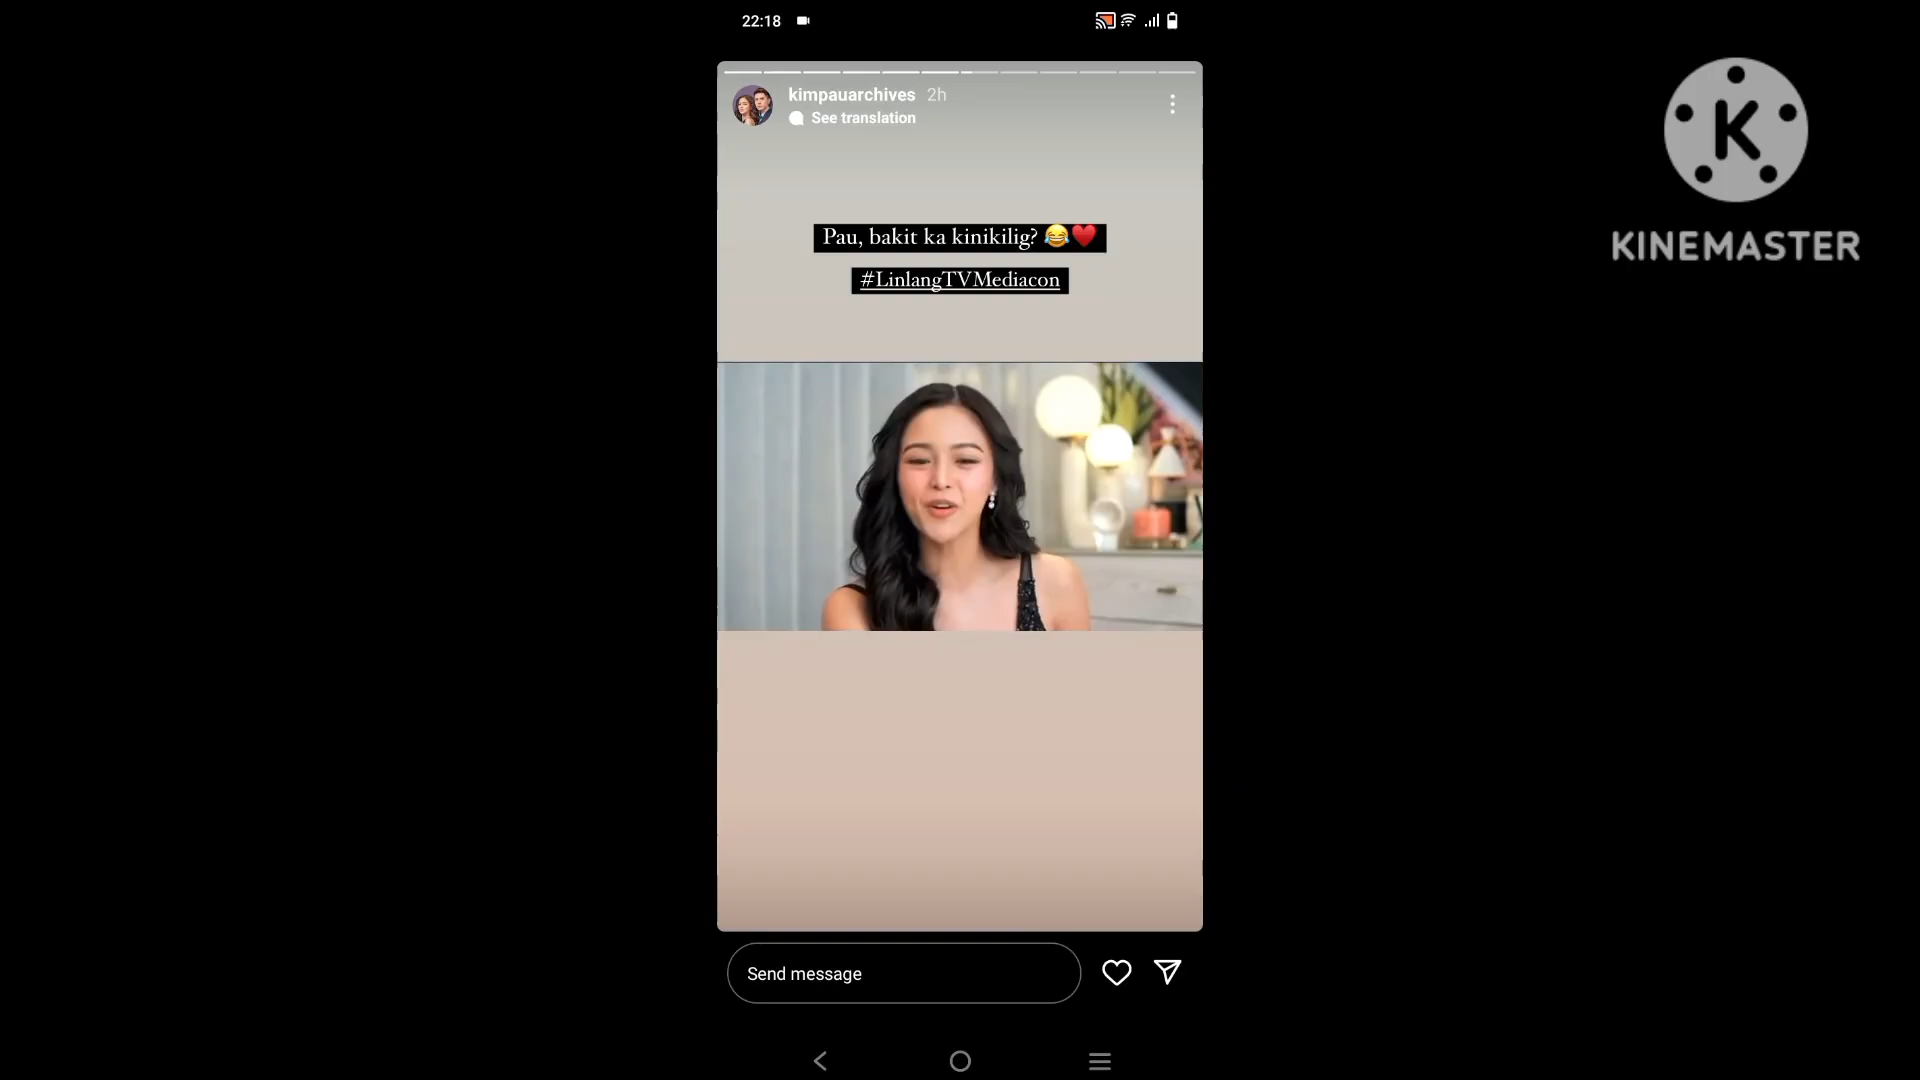 22:18
kimpauarchives 2h
See translation
Pau, bakit ka kinikilig? 😂❤️
#LinlangTVMediacon
Send message
K
KINEMASTER